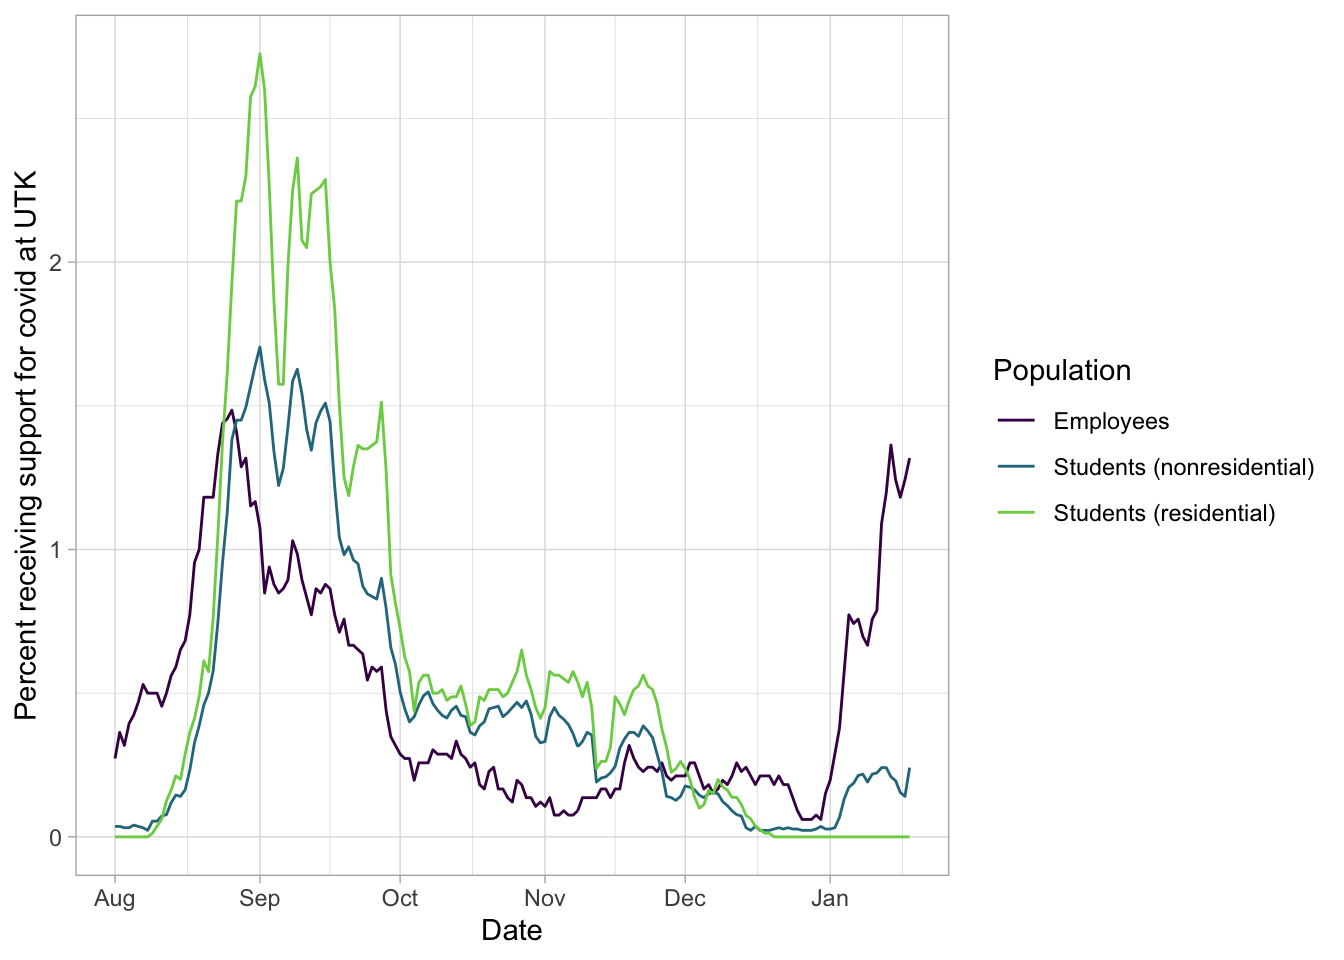 Percent receiving support for covid at UTK
2
1
0
Aug Sep Oct Nov Dec Jan
Date
Population
Employees
Students (nonresidential)
Students (residential)